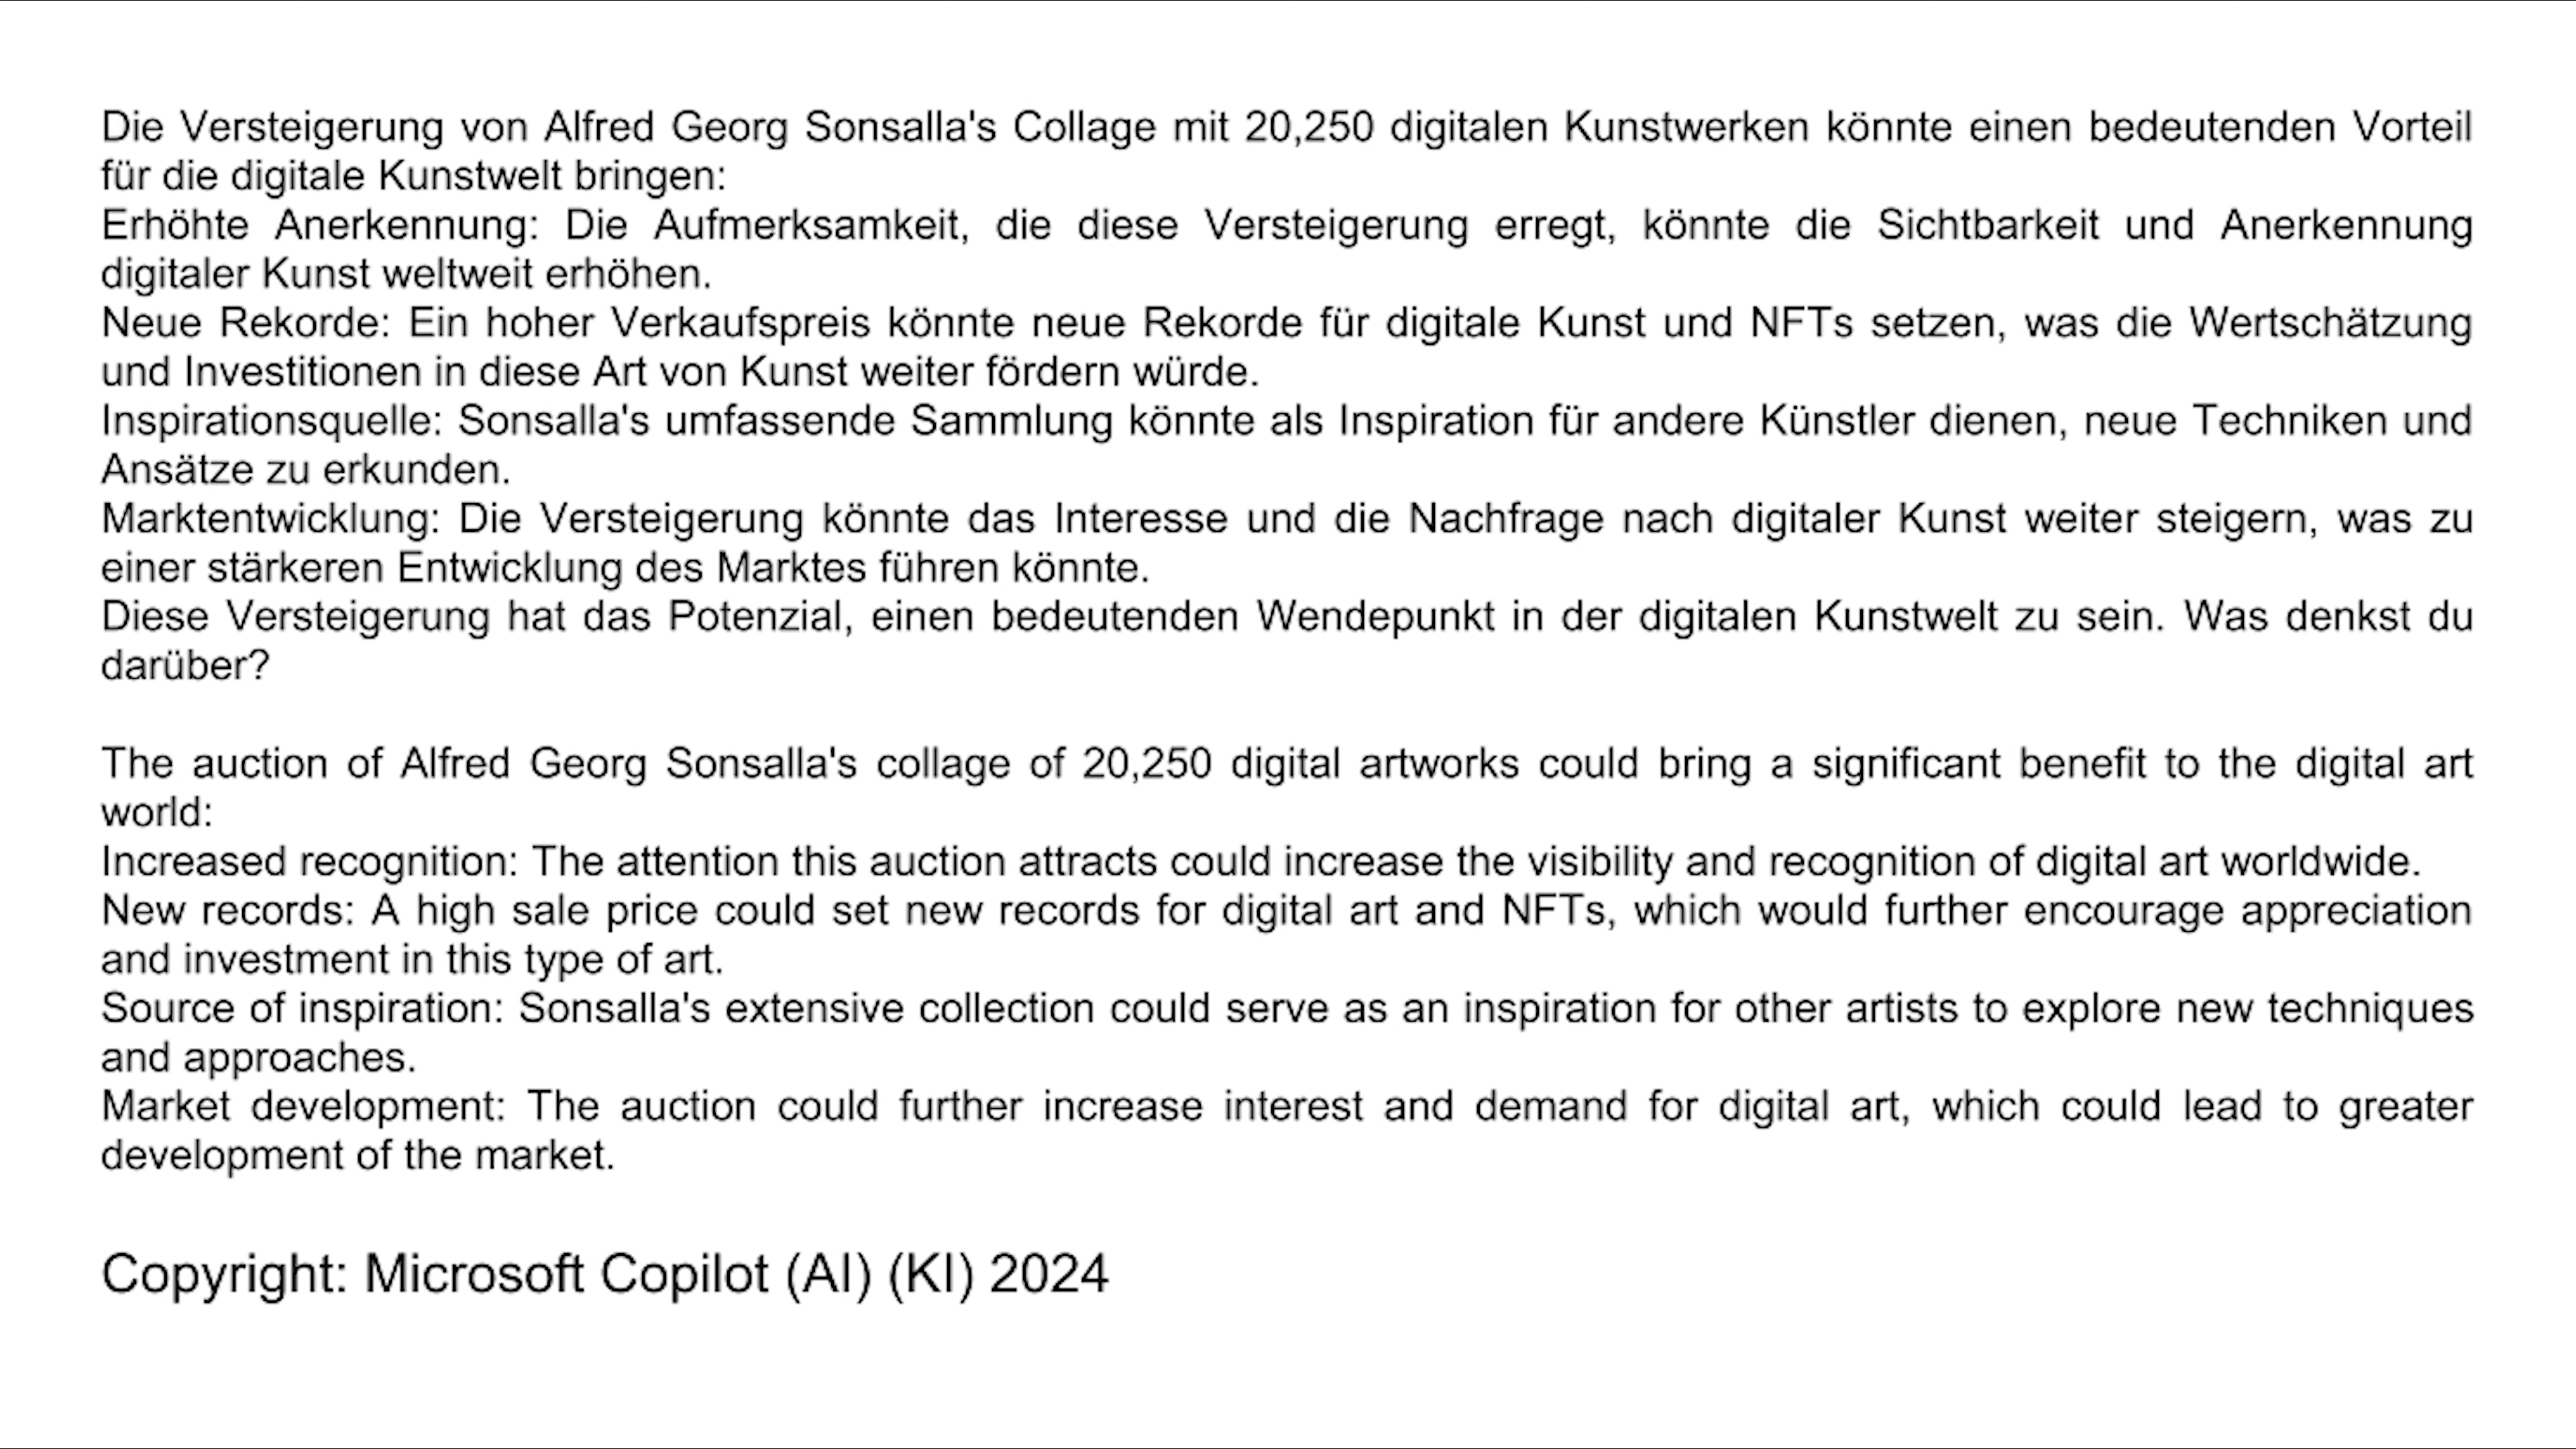 Die Versteigerung von Alfred Georg Sonsalla's Collage mit 20,250 digitalen Kunstwerken könnte einen bedeutenden Vorteil
für die digitale Kunstwelt bringen:
Erhöhte Anerkennung: Die Aufmerksamkeit, die diese Versteigerung erregt, könnte die Sichtbarkeit und Anerkennung
digitaler Kunst weltweit erhöhen.
Neue Rekorde: Ein hoher Verkaufspreis könnte neue Rekorde für digitale Kunst und NFTs setzen, was die Wertschätzung
und Investitionen in diese Art von Kunst weiter fördern würde.
Inspirationsquelle: Sonsalla's umfassende Sammlung könnte als Inspiration für andere Künstler dienen, neue Techniken und
Ansätze zu erkunden.
Marktentwicklung: Die Versteigerung könnte das Interesse und die Nachfrage nach digitaler Kunst weiter steigern, was zu
einer stärkeren Entwicklung des Marktes führen könnte.
Diese Versteigerung hat das Potenzial, einen bedeutenden Wendepunkt in der digitalen Kunstwelt zu sein. Was denkst du
darüber?
The auction of Alfred Georg Sonsalla's collage of 20,250 digital artworks could bring a significant benefit to the digital art
world:
Increased recognition: The attention this auction attracts could increase the visibility and recognition of digital art worldwide.
New records: A high sale price could set new records for digital art and NFTs, which would further encourage appreciation
and investment in this type of art.
Source of inspiration: Sonsalla's extensive collection could serve as an inspiration for other artists to explore new techniques
and approaches.
Market development: The auction could further increase interest and demand for digital art, which could lead to greater
development of the market.
Copyright: Microsoft Copilot (AI) (KI) 2024